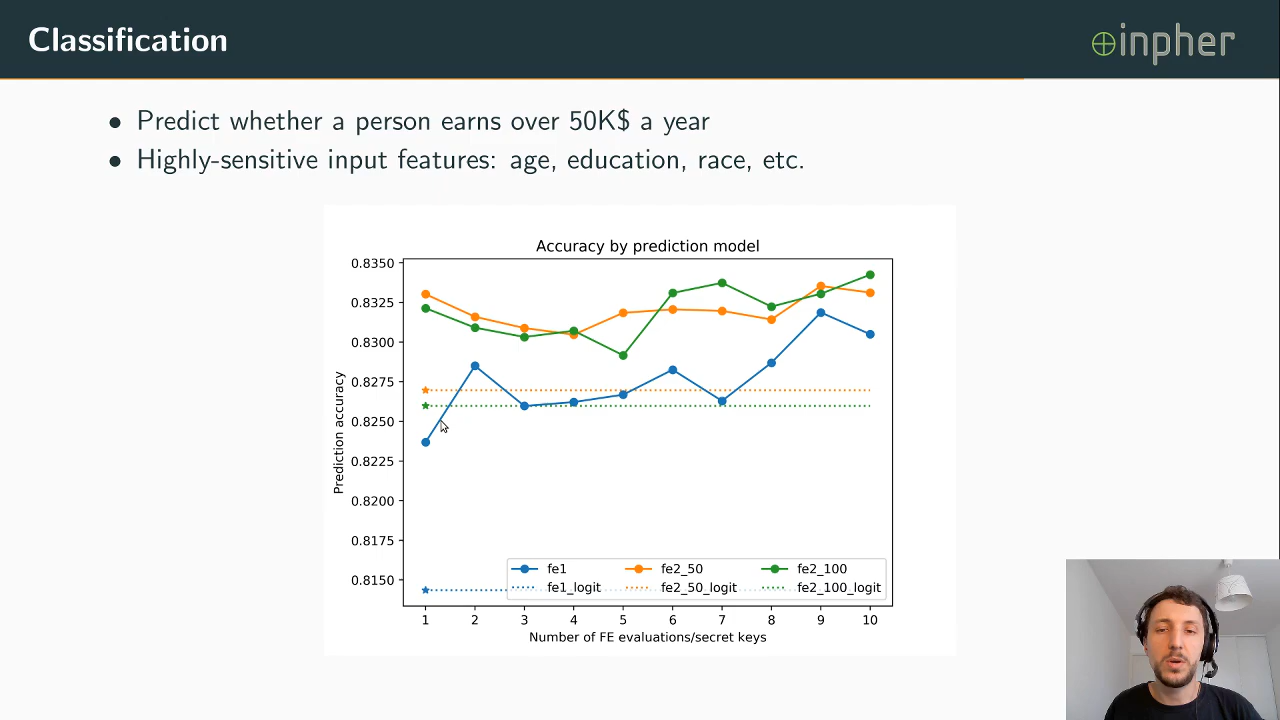 Classification
inpher
• Predict whether a person earns over 50K$ a year
• Highly-sensitive input features: age, education, race, etc.
Accuracy by prediction model
0.8350
0.8325
0.8300
0.8275
0.8250
0.8225
0.8200
0.8175
0.8150
Prediction accuracy
fe1 fe2_50 fe2_100
fe1_logit fe2_50_logit fe2_100_logit
1 2 3 4 5 6 7 8 9 10
Number of FE evaluations/secret keys